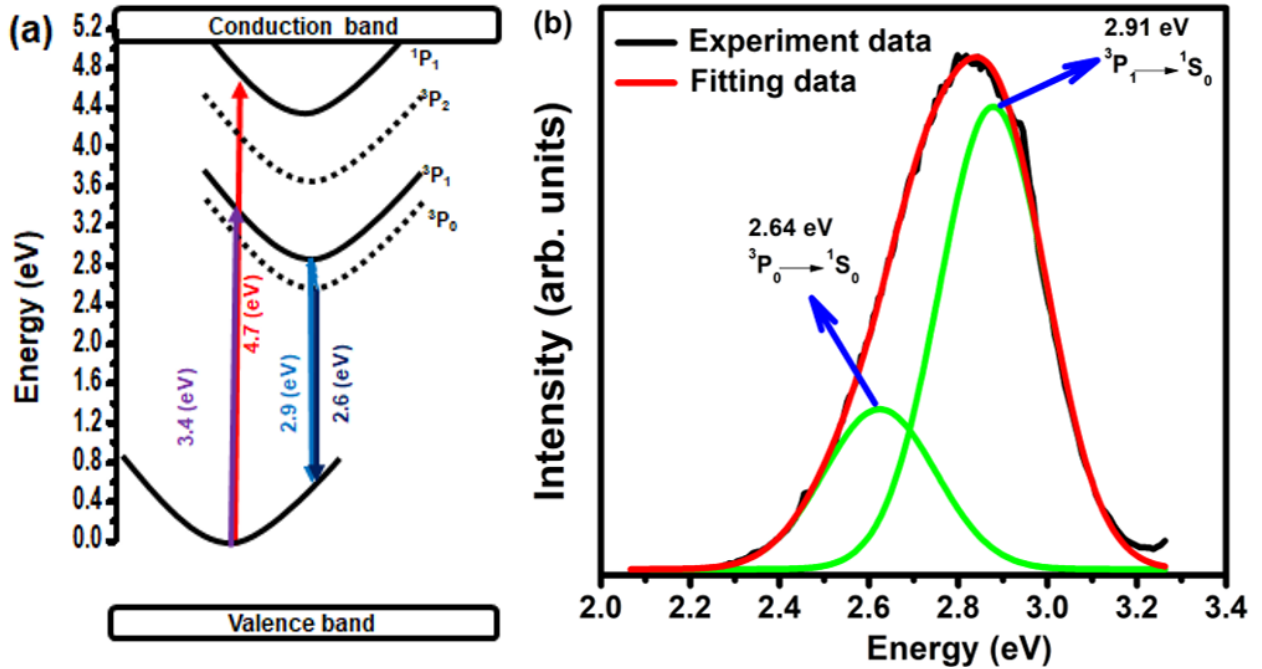 (a)
Conduction band
5.2
4.8
4.4
4.0
3.6
3.2
2.8
2.4
2.0
1.6
1.2
0.8
0.4
0.0
Energy (eV)
¹P₁
³P₂
³P₁
³P₀
3.4 (eV)
4.7 (eV)
2.9 (eV)
2.6 (eV)
Valence band
(b)
Experiment data
Fitting data
2.91 eV
³P₁ → ¹S₀
2.64 eV
³P₀ → ¹S₀
Intensity (arb. units)
2.0 2.2 2.4 2.6 2.8 3.0 3.2 3.4
Energy (eV)